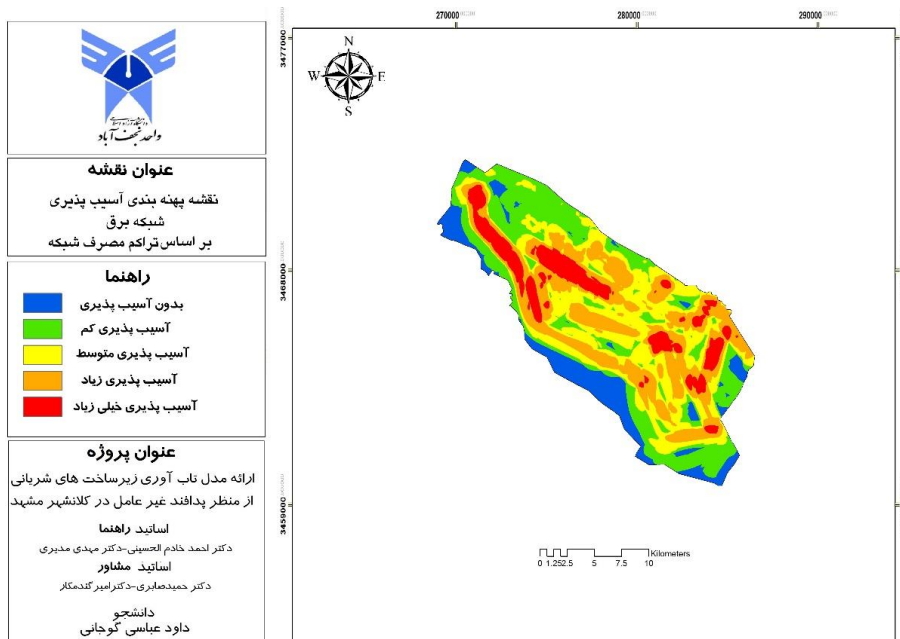 واحد نجف آباد
عنوان نقشه
نقشه پهنه بندی آسیب پذیری
شبکه برق
بر اساس تراکم مصرف شبکه
راهنما
بدون آسیب پذیری
آسیب پذیری کم
آسیب پذیری متوسط
آسیب پذیری زیاد
آسیب پذیری خیلی زیاد
عنوان پروژه
ارائه مدل تاب آوری زیرساخت های شریانی
از منظر پدافند غیر عامل در کلانشهر مشهد
اساتید راهنما
دکتر احمد خادم الحسینی-دکتر مهدی مدیری
اساتید مشاور
دکتر حمیدصابری-دکترامیر گندمکار
دانشجو
داود عباسی گوجانی
270000
280000
290000
3477000
3468000
3459000
N
W E
S
Kilometers
0 1.252.5 5 7.5 10